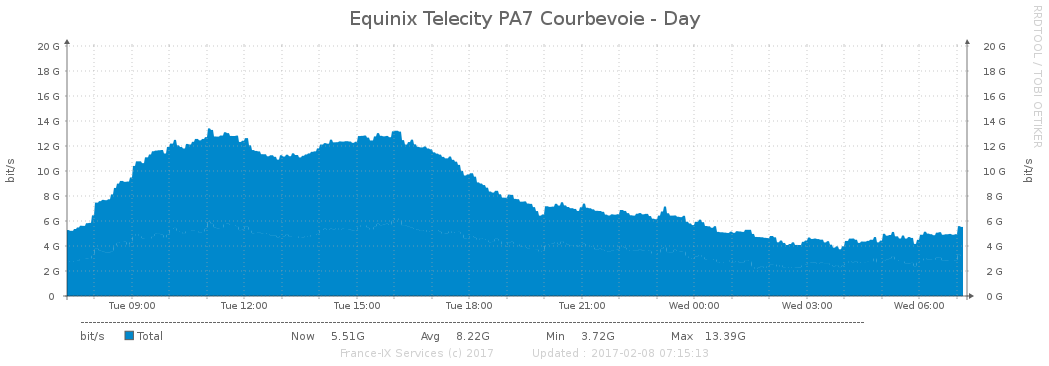 Equinix Telecity PA7 Courbevoie - Day
RRDTOOL / TOBI OETIKER
bit/s
20 G 20 G
18 G 18 G
16 G 16 G
14 G 14 G
12 G 12 G
10 G 10 G
8 G 8 G
6 G 6 G
4 G 4 G
2 G 2 G
0 0 G
bit/s
Tue 09:00 Tue 12:00 Tue 15:00 Tue 18:00 Tue 21:00 Wed 00:00 Wed 03:00 Wed 06:00
bit/s Total Now 5.51G Avg 8.22G Min 3.72G Max 13.39G
France-IX Services (c) 2017 Updated : 2017-02-08 07:15:13